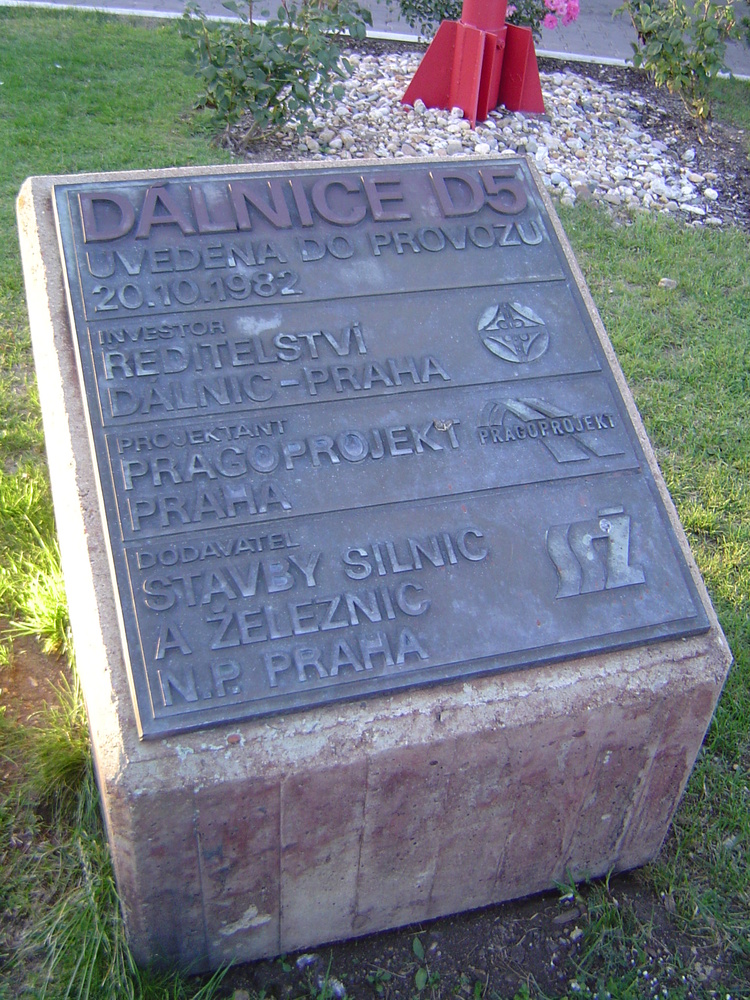 DÁLNICE D5
UVEDENA DO PROVOZU
20.10.1982
INVESTOR
ŘEDITELSTVÍ
DÁLNIC-PRAHA
PROJEKTANT
PRAGOPROJEKT
PRAHA
PRAGOPROJEKT
DODAVATEL
STAVBY SILNIC
A ŽELEZNIC
N.P. PRAHA
SSŽ